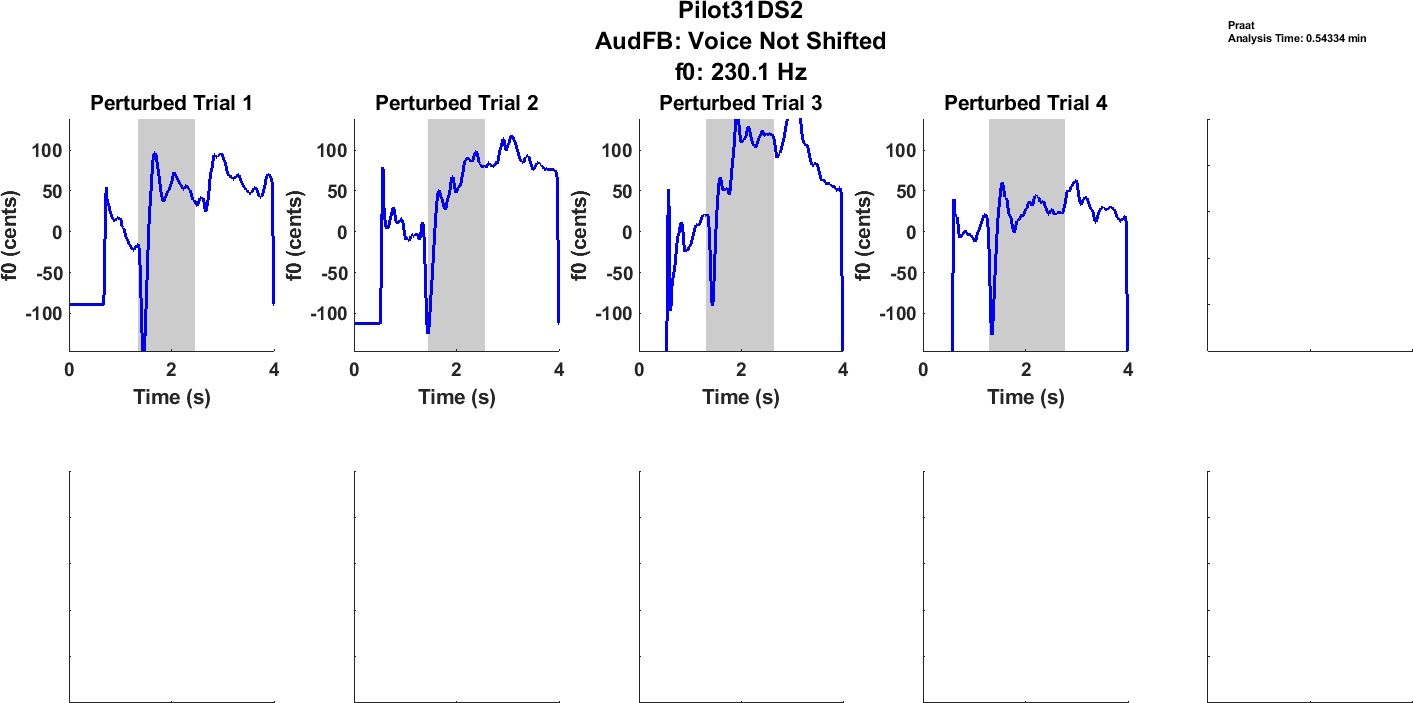 Pilot31DS2
AudFB: Voice Not Shifted
f0: 230.1 Hz
Praat
Analysis Time: 0.54334 min
Perturbed Trial 1
100
50
0
-50
-100
f0 (cents)
0 2 4
Time (s)
Perturbed Trial 2
100
50
0
-50
-100
f0 (cents)
0 2 4
Time (s)
Perturbed Trial 3
100
50
0
-50
-100
f0 (cents)
0 2 4
Time (s)
Perturbed Trial 4
100
50
0
-50
-100
f0 (cents)
0 2 4
Time (s)